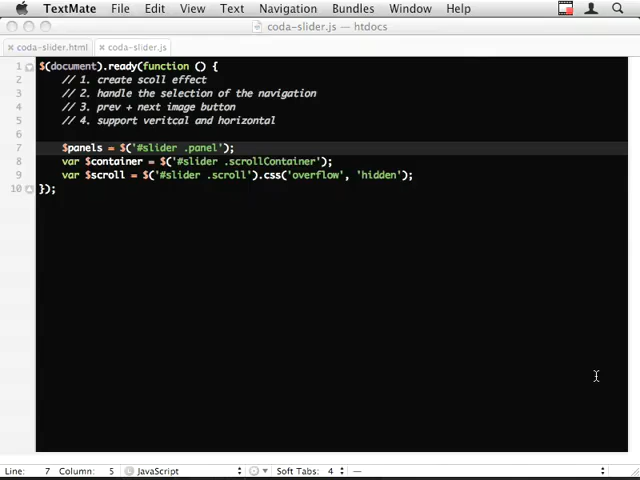 TextMate File Edit View Text Navigation Bundles Window Help
coda-slider.js — htdocs
coda-slider.html coda-slider.js
1 $(document).ready(function () {
2 // 1. create scoll effect
3 // 2. handle the selection of the navigation
4 // 3. prev + next image button
5 // 4. support veritcal and horizontal
6
7 $panels = $('#slider .panel');
8 var $container = $('#slider .scrollContainer');
9 var $scroll = $('#slider .scroll').css('overflow', 'hidden');
10 });
Line: 7 Column: 5 JavaScript Soft Tabs: 4 —